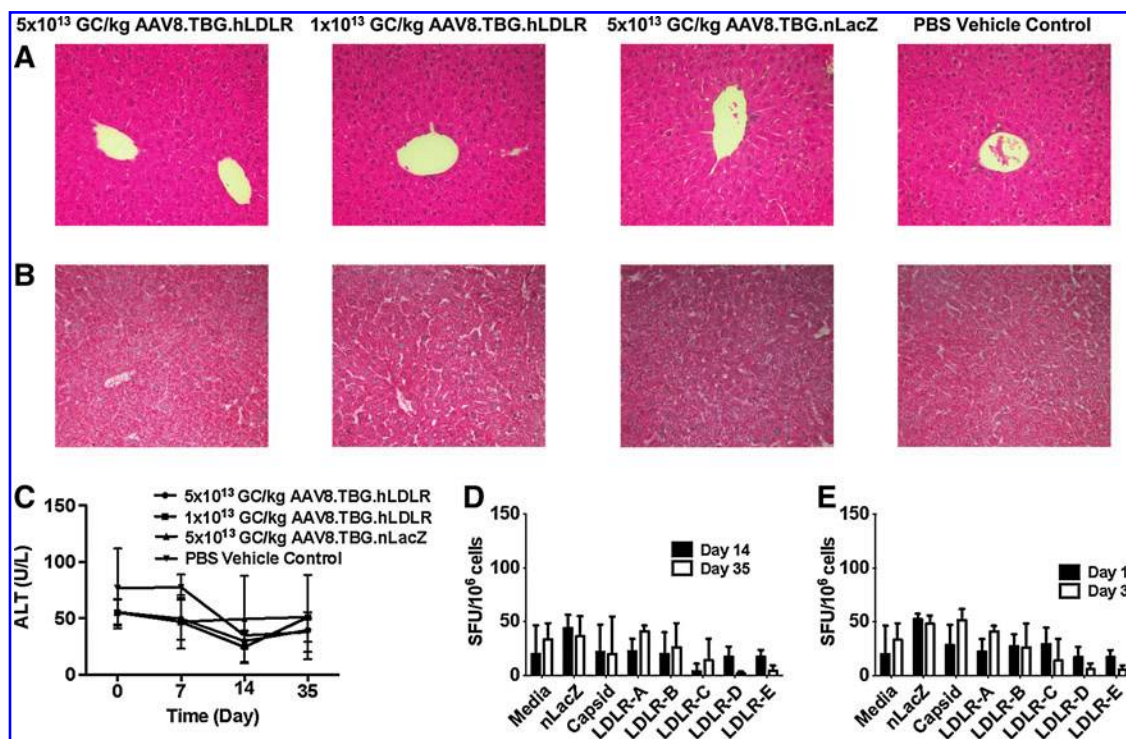 5x10¹³ GC/kg AAV8.TBG.hLDLR 1x10¹³ GC/kg AAV8.TBG.hLDLR 5x10¹³ GC/kg AAV8.TBG.nLacZ PBS Vehicle Control
A
B
C
150
100
50
0
ALT (U/L)
5x10¹³ GC/kg AAV8.TBG.hLDLR
1x10¹³ GC/kg AAV8.TBG.hLDLR
5x10¹³ GC/kg AAV8.TBG.nLacZ
PBS Vehicle Control
0 7 14 35
Time (Day)
D
150
100
50
0
SFU/10⁶ cells
Day 14
Day 35
Media nLacZ Capsid LDLR-A LDLR-B LDLR-C LDLR-D LDLR-E
E
150
100
50
0
SFU/10⁶ cells
Day 1
Day 3
Media nLacZ Capsid LDLR-A LDLR-B LDLR-C LDLR-D LDLR-E